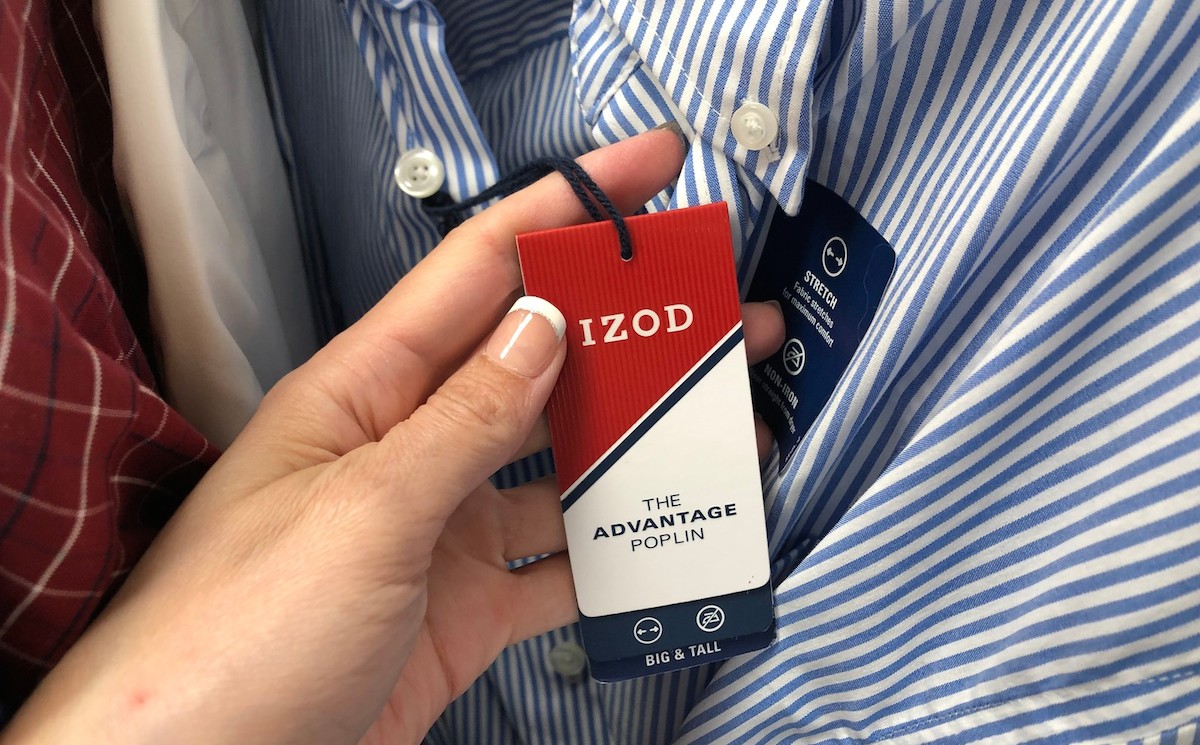 IZOD
THE
ADVANTAGE
POPLIN
BIG & TALL
STRETCH
Fabric stretches
for maximum comfort
NON-IRON